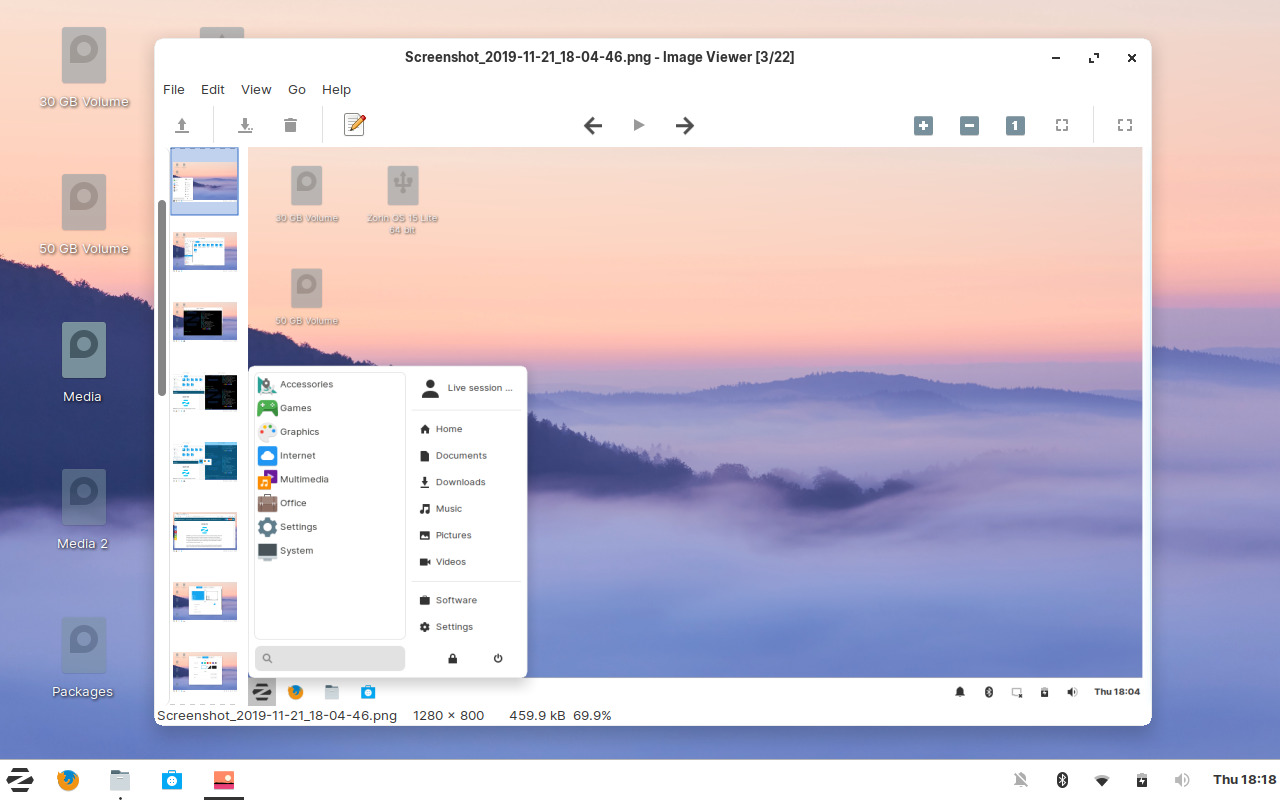 30 GB Volume
50 GB Volume
Media
Media 2
Packages
Screenshot_2019-11-21_18-04-46.png - Image Viewer [3/22]
File Edit View Go Help
1
30 GB Volume
Zorin OS 15 Lite
64 bit
50 GB Volume
Accessories
Games
Graphics
Internet
Multimedia
Office
Settings
System
Live session ...
Home
Documents
Downloads
Music
Pictures
Videos
Software
Settings
Thu 18:04
Screenshot_2019-11-21_18-04-46.png 1280 × 800 459.9 kB 69.9%
Thu 18:18